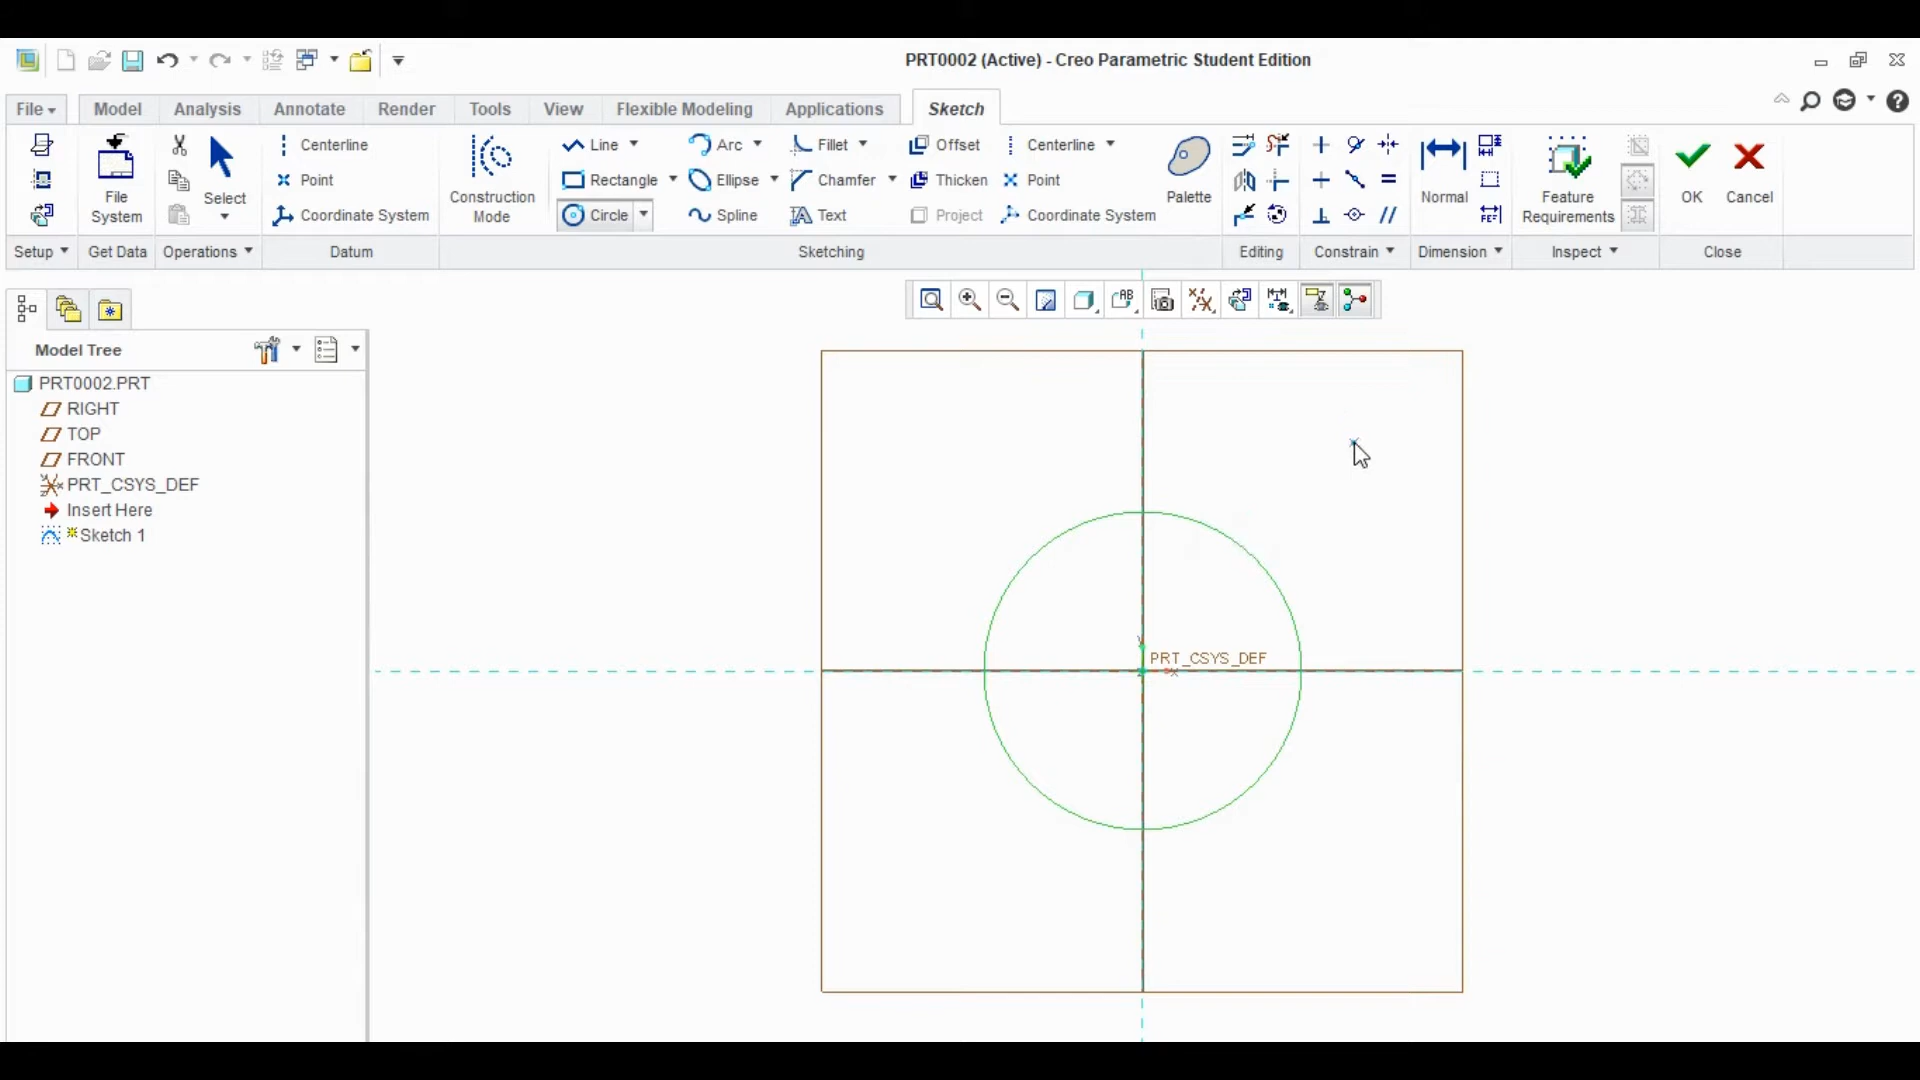 PRT0002 (Active) - Creo Parametric Student Edition
File Model Analysis Annotate Render Tools View Flexible Modeling Applications Sketch
Centerline Line Arc Fillet Offset Centerline
Point Rectangle Ellipse Chamfer Thicken Point
Coordinate System Circle Spline Text Project Coordinate System
File
System
Select
Construction
Mode
Palette
Normal
Feature
Requirements
OK
Cancel
Setup Get Data Operations Datum Sketching Editing Constrain Dimension Inspect Close
Model Tree
PRT0002.PRT
RIGHT
TOP
FRONT
PRT_CSYS_DEF
Insert Here
Sketch 1
PRT_CSYS_DEF
X
Y